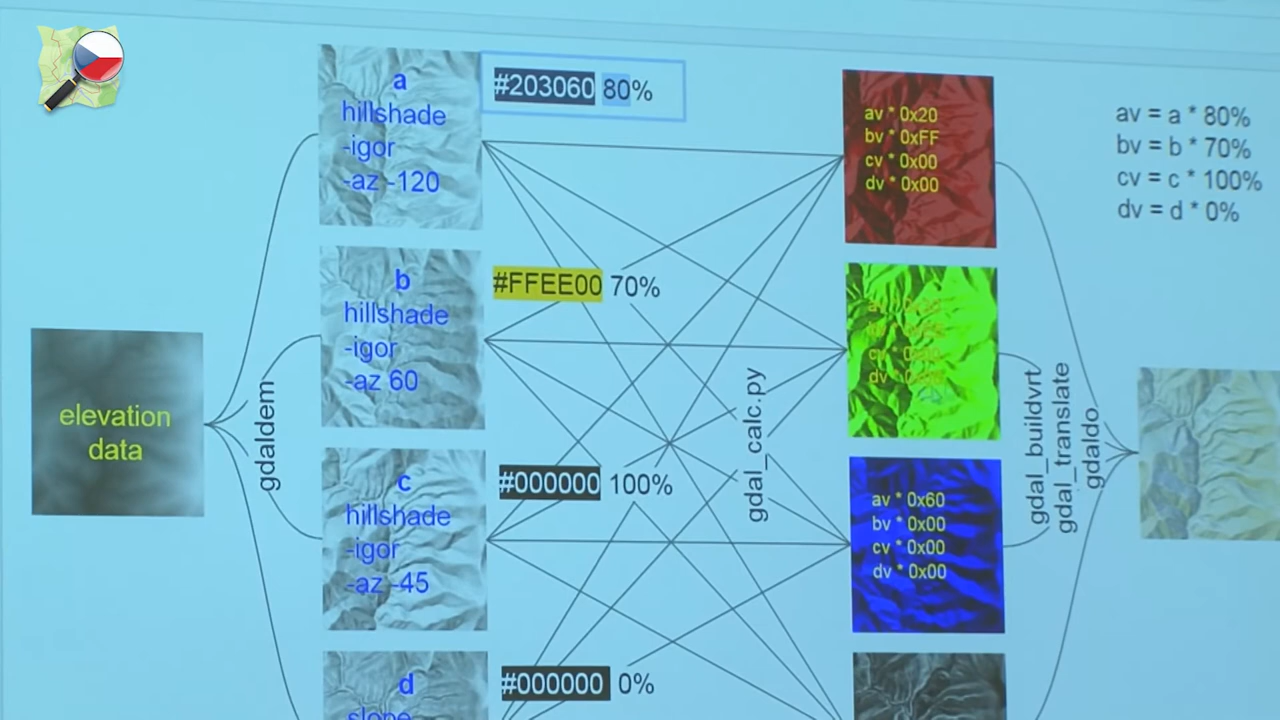 elevation
data
gdaldem
a
hillshade
-igor
-az -120
#203060 80%
b
hillshade
-igor
-az 60
#FFEE00 70%
c
hillshade
-igor
-az -45
#000000 100%
d
slope
#000000 0%
gdal_calc.py
av * 0x20
bv * 0xFF
cv * 0x00
dv * 0x00
av * 0x60
bv * 0x00
cv * 0x00
dv * 0x00
gdal_buildvrt
gdal_translate
gdaldo
av = a * 80%
bv = b * 70%
cv = c * 100%
dv = d * 0%